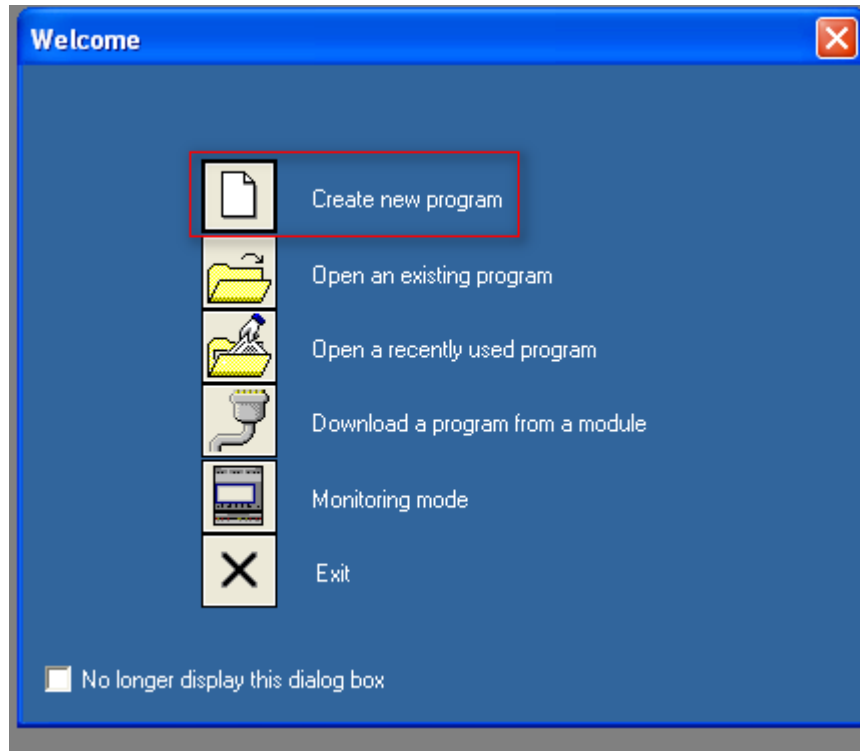 Welcome
Create new program
Open an existing program
Open a recently used program
Download a program from a module
Monitoring mode
Exit
No longer display this dialog box